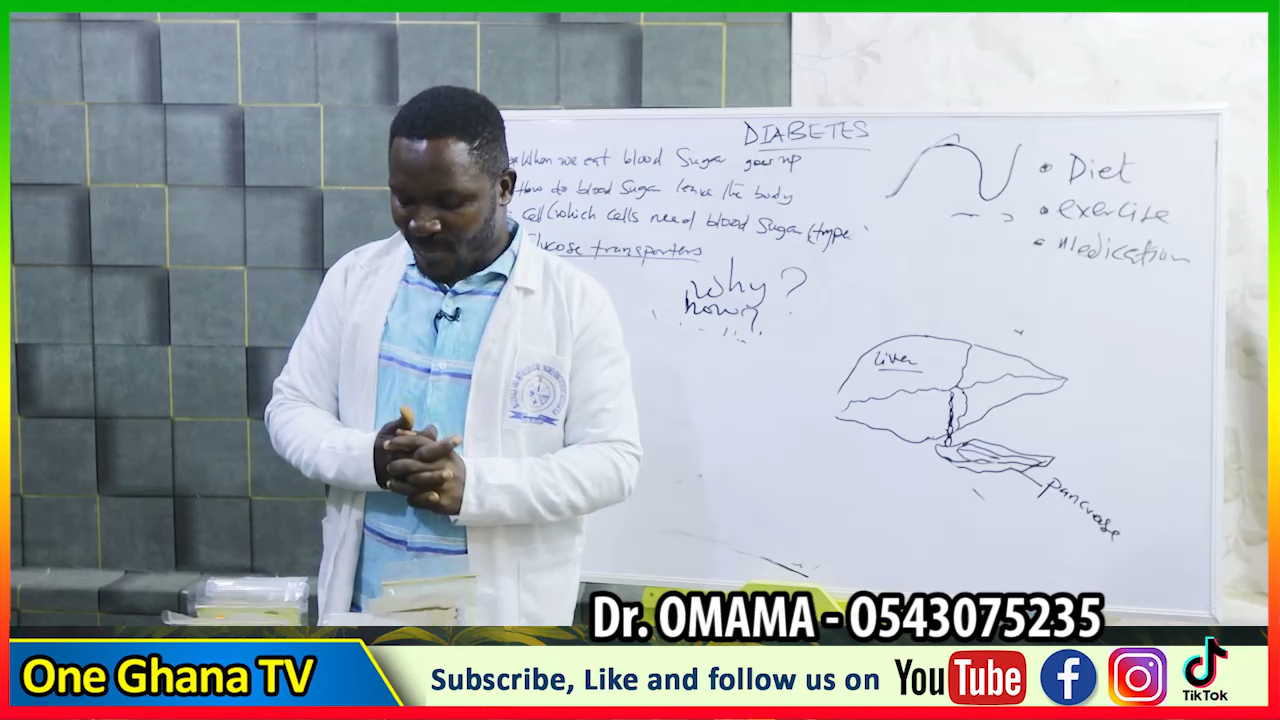 DIABETES
When we eat blood Sugar goes up
How do blood Sugar leave the body
cell (which cells need blood Sugar (type
Glucose transporters
Why?
how?
• Diet
• exercise
• Medication
liver
pancrase
Dr. OMAMA - 0543075235
One Ghana TV
Subscribe, Like and follow us on YouTube
TikTok